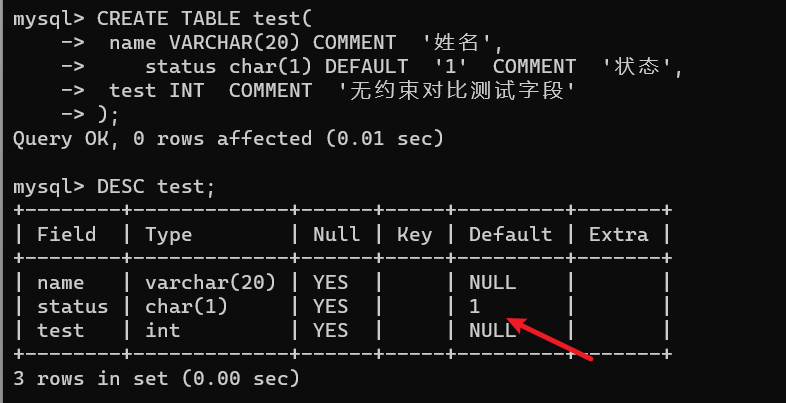 mysql> CREATE TABLE test(
    ->  name VARCHAR(20) COMMENT  '姓名',
    ->     status char(1) DEFAULT  '1'  COMMENT  '状态',
    ->  test INT  COMMENT  '无约束对比测试字段'
    -> );
Query OK, 0 rows affected (0.01 sec)

mysql> DESC test;
+--------+-------------+------+-----+---------+-------+
| Field  | Type        | Null | Key | Default | Extra |
+--------+-------------+------+-----+---------+-------+
| name   | varchar(20) | YES  |     | NULL    |       |
| status | char(1)     | YES  |     | 1       |       |
| test   | int         | YES  |     | NULL    |       |
+--------+-------------+------+-----+---------+-------+
3 rows in set (0.00 sec)